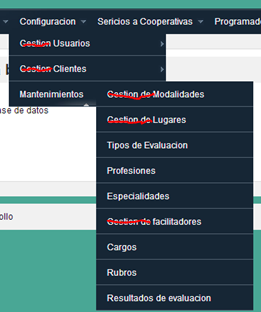 Configuracion Sericios a Cooperativas Programado
Gestion Usuarios
Gestion Clientes
Mantenimientos
Gestion de Modalidades
ase de datos
Gestion de Lugares
Tipos de Evaluacion
Profesiones
Especialidades
ollo
Gestion de facilitadores
Cargos
Rubros
Resultados de evaluacion